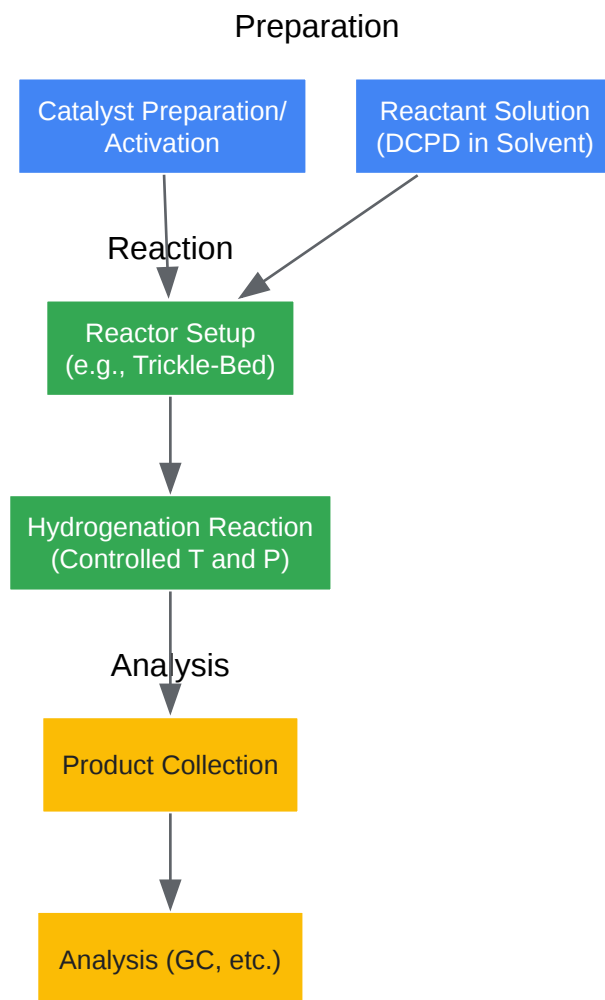 Preparation
Catalyst Preparation/
Activation
Reactant Solution
(DCPD in Solvent)
Reaction
Reactor Setup
(e.g., Trickle-Bed)
Hydrogenation Reaction
(Controlled T and P)
Analysis
Product Collection
Analysis (GC, etc.)